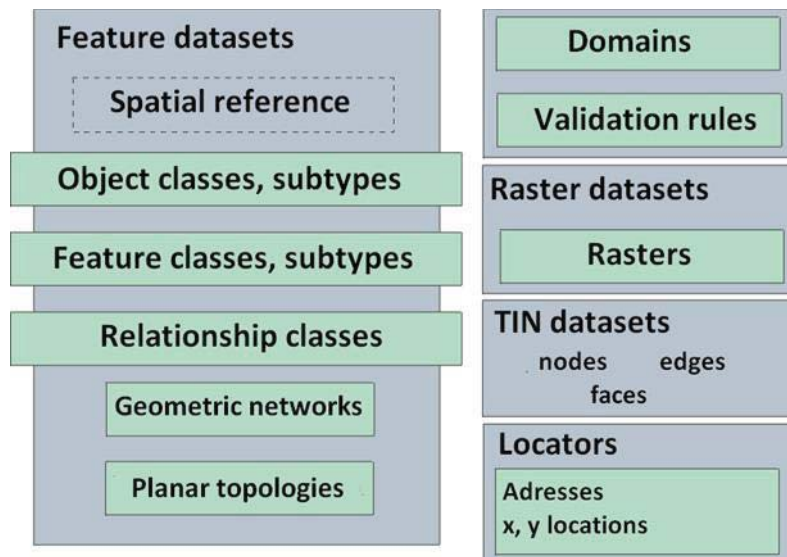 Feature datasets
Spatial reference
Object classes, subtypes
Feature classes, subtypes
Relationship classes
Geometric networks
Planar topologies
Domains
Validation rules
Raster datasets
Rasters
TIN datasets
nodes edges
faces
Locators
Adresses
x, y locations